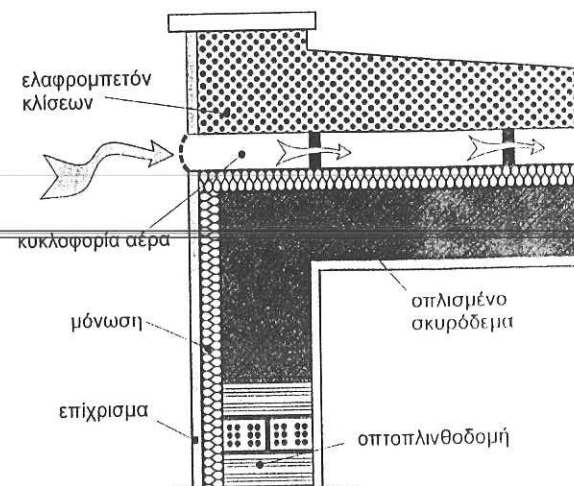 ελαφρομπετόν
κλίσεων
κυκλοφορία αέρα
οπλισμένο
σκυρόδεμα
μόνωση
επίχρισμα
οπτοπλινθοδομή